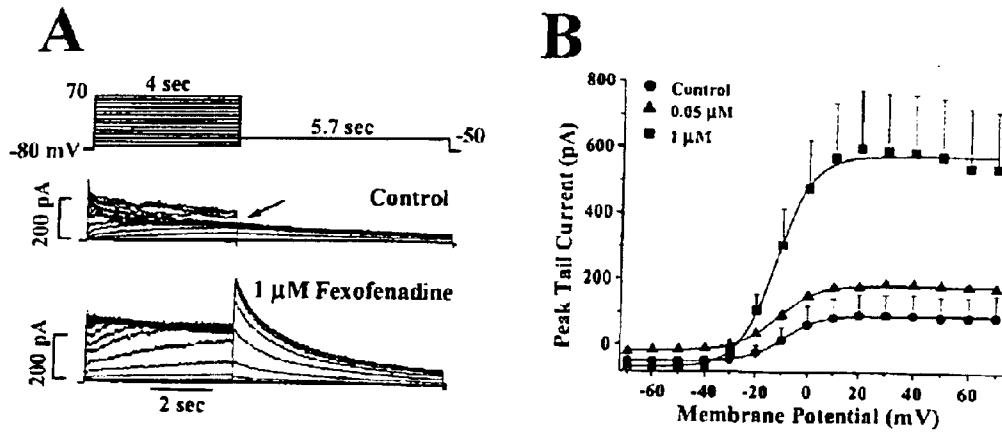 A
4 sec
70
5.7 sec
-50
-80 mV
Control
200 pA
1 μM Fexofenadine
200 pA
2 sec
B
Control
0.05 μM
1 μM
800
600
400
200
0
Peak Tail Current (pA)
-60 -40 -20 0 20 40 60
Membrane Potential (mV)